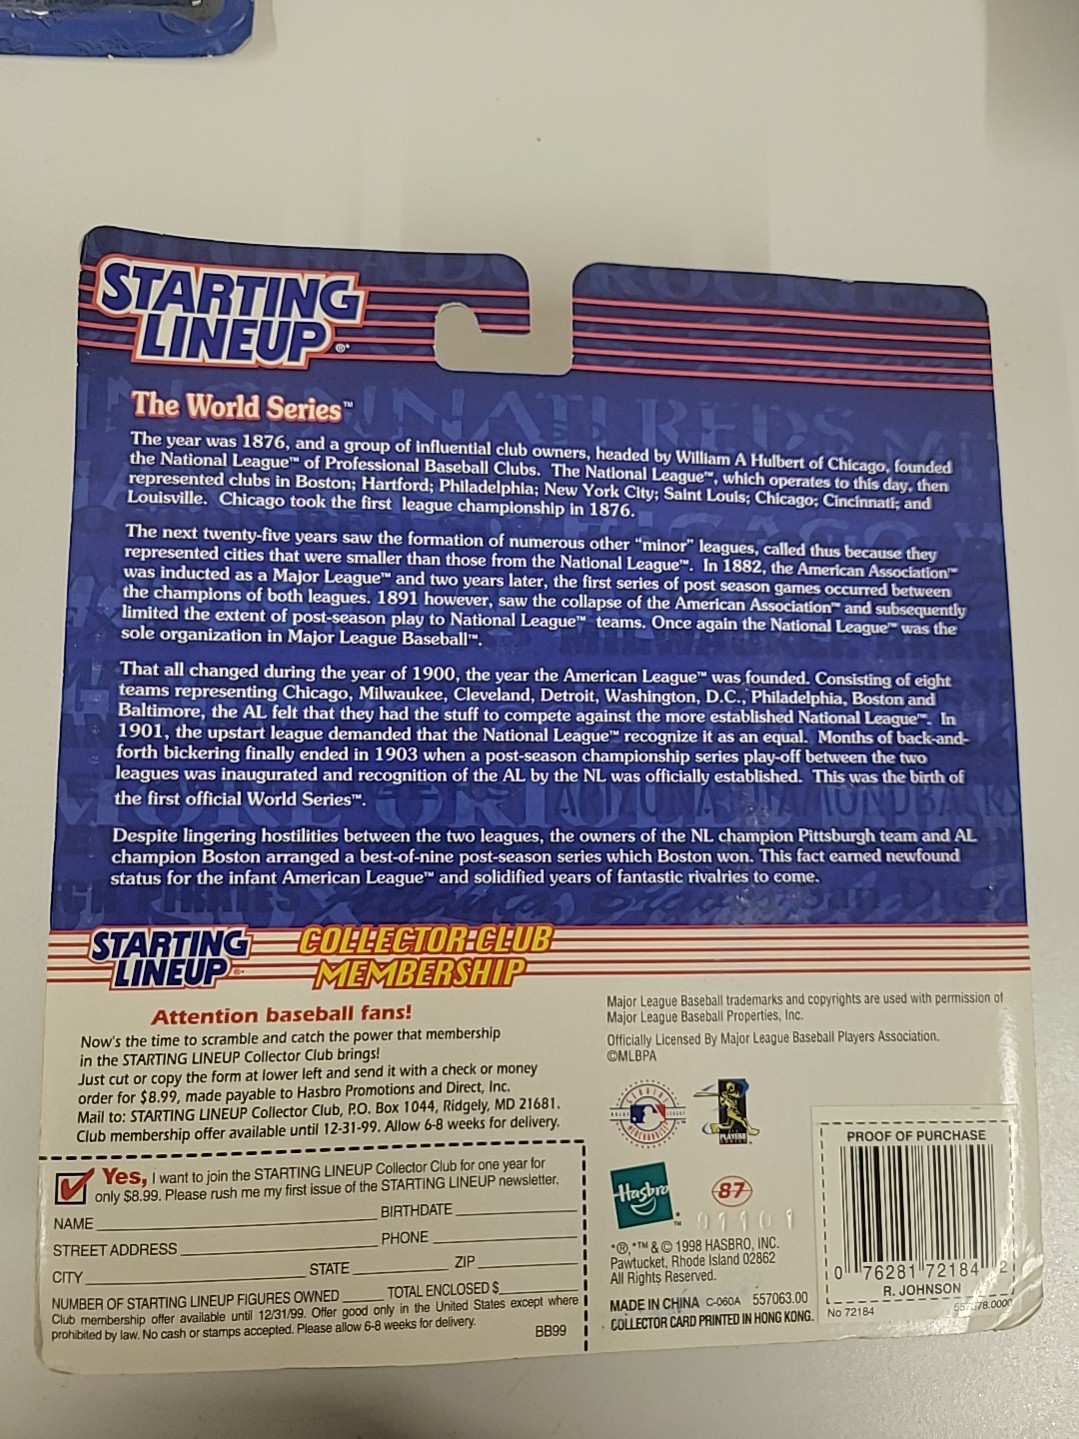 STARTING
LINEUP®*
The World Series™
The year was 1876, and a group of influential club owners, headed by William A Hulbert of Chicago, founded
the National League™ of Professional Baseball Clubs. The National League™, which operates to this day, then
represented clubs in Boston; Hartford; Philadelphia; New York City; Saint Louis; Chicago; Cincinnati; and
Louisville. Chicago took the first league championship in 1876.
The next twenty-five years saw the formation of numerous other "minor" leagues, called thus because they
represented cities that were smaller than those from the National League™. In 1882, the American Association™
was inducted as a Major League™ and two years later, the first series of post season games occurred between
the champions of both leagues. 1891 however, saw the collapse of the American Association™ and subsequently
limited the extent of post-season play to National League™ teams. Once again the National League™ was the
sole organization in Major League Baseball™.
That all changed during the year of 1900, the year the American League™ was founded. Consisting of eight
teams representing Chicago, Milwaukee, Cleveland, Detroit, Washington, D.C., Philadelphia, Boston and
Baltimore, the AL felt that they had the stuff to compete against the more established National League™. In
1901, the upstart league demanded that the National League™ recognize it as an equal. Months of back-and-
forth bickering finally ended in 1903 when a post-season championship series play-off between the two
leagues was inaugurated and recognition of the AL by the NL was officially established. This was the birth of
the first official World Series™.
Despite lingering hostilities between the two leagues, the owners of the NL champion Pittsburgh team and AL
champion Boston arranged a best-of-nine post-season series which Boston won. This fact earned newfound
status for the infant American League™ and solidified years of fantastic rivalries to come.
STARTING
LINEUP®*
COLLECTOR CLUB
MEMBERSHIP
Attention baseball fans!
Now's the time to scramble and catch the power that membership
in the STARTING LINEUP Collector Club brings!
Just cut or copy the form at lower left and send it with a check or money
order for $8.99, made payable to Hasbro Promotions and Direct, Inc.
Mail to: STARTING LINEUP Collector Club, P.O. Box 1044, Ridgely, MD 21681.
Club membership offer available until 12-31-99. Allow 6-8 weeks for delivery.
Yes, I want to join the STARTING LINEUP Collector Club for one year for
only $8.99. Please rush me my first issue of the STARTING LINEUP newsletter.
NAME BIRTHDATE
STREET ADDRESS PHONE
CITY STATE ZIP
NUMBER OF STARTING LINEUP FIGURES OWNED TOTAL ENCLOSED $
Club membership offer available until 12/31/99. Offer good only in the United States except where
prohibited by law. No cash or stamps accepted. Please allow 6-8 weeks for delivery.
BB99
Major League Baseball trademarks and copyrights are used with permission of
Major League Baseball Properties, Inc.
Officially Licensed By Major League Baseball Players Association.
©MLBPA
GENUINE
MERCHANDISE
PLAYERS
Hasbro
™
87
*®,*™ & © 1998 HASBRO, INC.
Pawtucket, Rhode Island 02862
All Rights Reserved.
MADE IN CHINA C-060A 557063.00
COLLECTOR CARD PRINTED IN HONG KONG.
PROOF OF PURCHASE
0 76281 72184 2
R. JOHNSON
No 72184